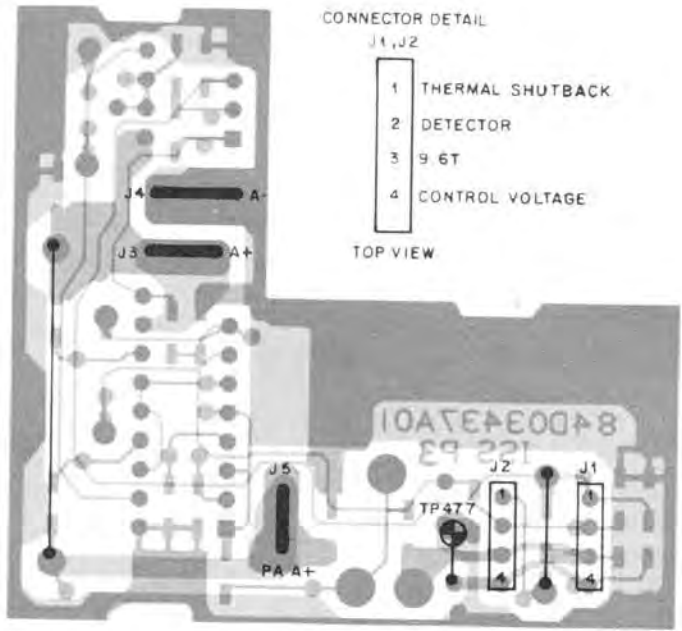 CONNECTOR DETAIL
J1, J2
1 THERMAL SHUTBACK
2 DETECTOR
3 9.6T
4 CONTROL VOLTAGE
TOP VIEW
J4 A-
J3 A+
84D03437A01
ISS P3
J5
J2
J1
1
1
TP477
4
4
PA A+